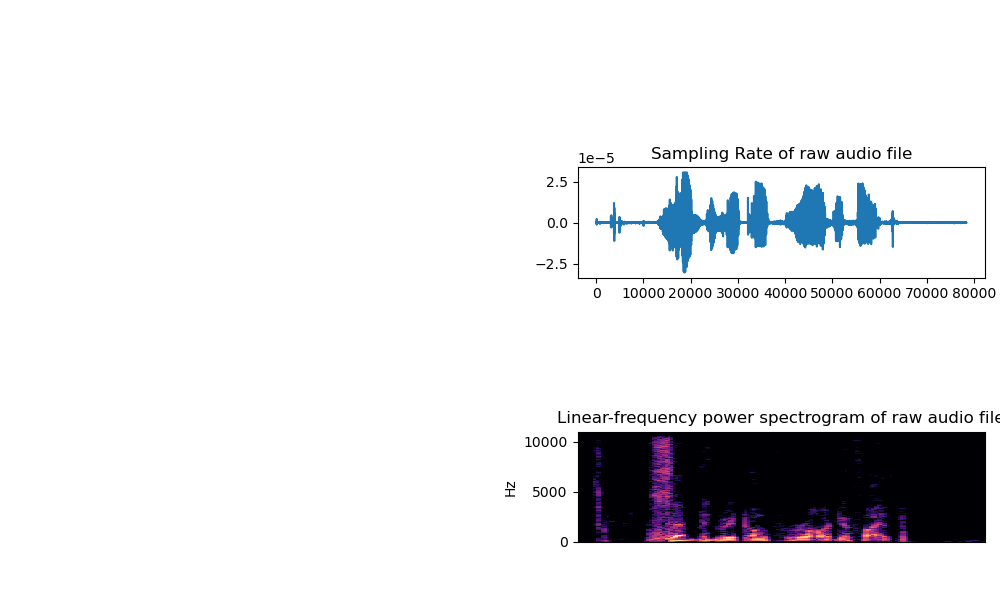 Sampling Rate of raw audio file
1e−5
2.5
0.0
−2.5
0 10000 20000 30000 40000 50000 60000 70000 80000
Linear-frequency power spectrogram of raw audio file
10000
5000
0
Hz